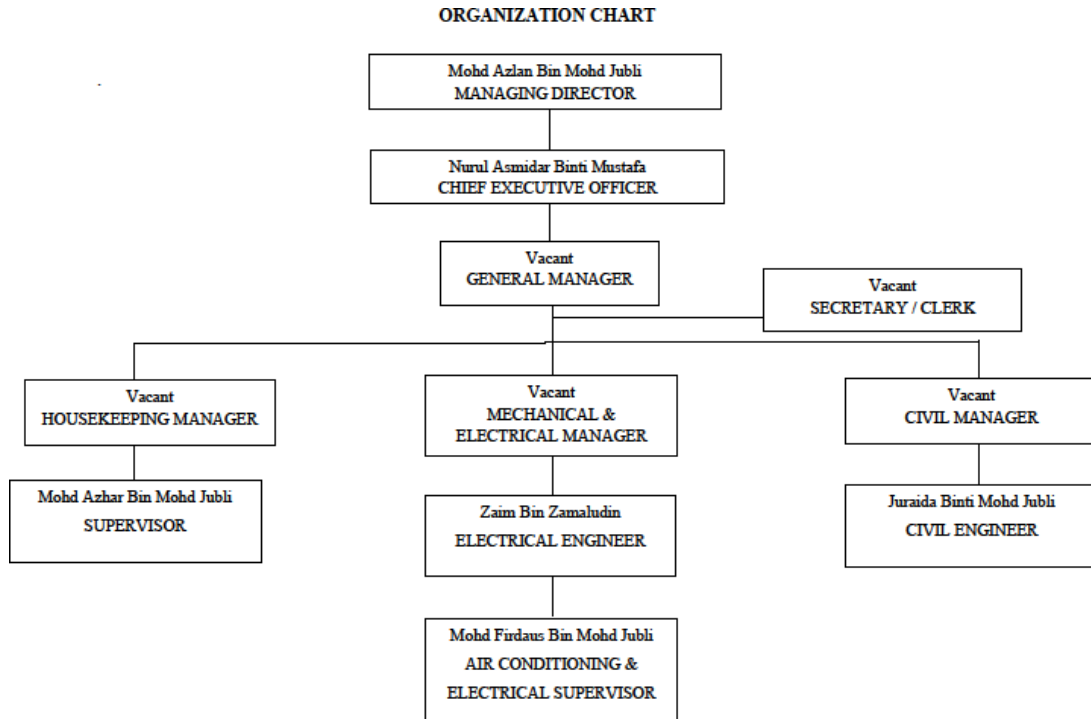 ORGANIZATION CHART
Mohd Azlan Bin Mohd Jubli
MANAGING DIRECTOR
Nurul Asmidar Binti Mustafa
CHIEF EXECUTIVE OFFICER
Vacant
GENERAL MANAGER
Vacant
SECRETARY / CLERK
Vacant
HOUSEKEEPING MANAGER
Vacant
MECHANICAL &
ELECTRICAL MANAGER
Vacant
CIVIL MANAGER
Mohd Azhar Bin Mohd Jubli
SUPERVISOR
Zaim Bin Zamaludin
ELECTRICAL ENGINEER
Juraida Binti Mohd Jubli
CIVIL ENGINEER
Mohd Firdaus Bin Mohd Jubli
AIR CONDITIONING &
ELECTRICAL SUPERVISOR